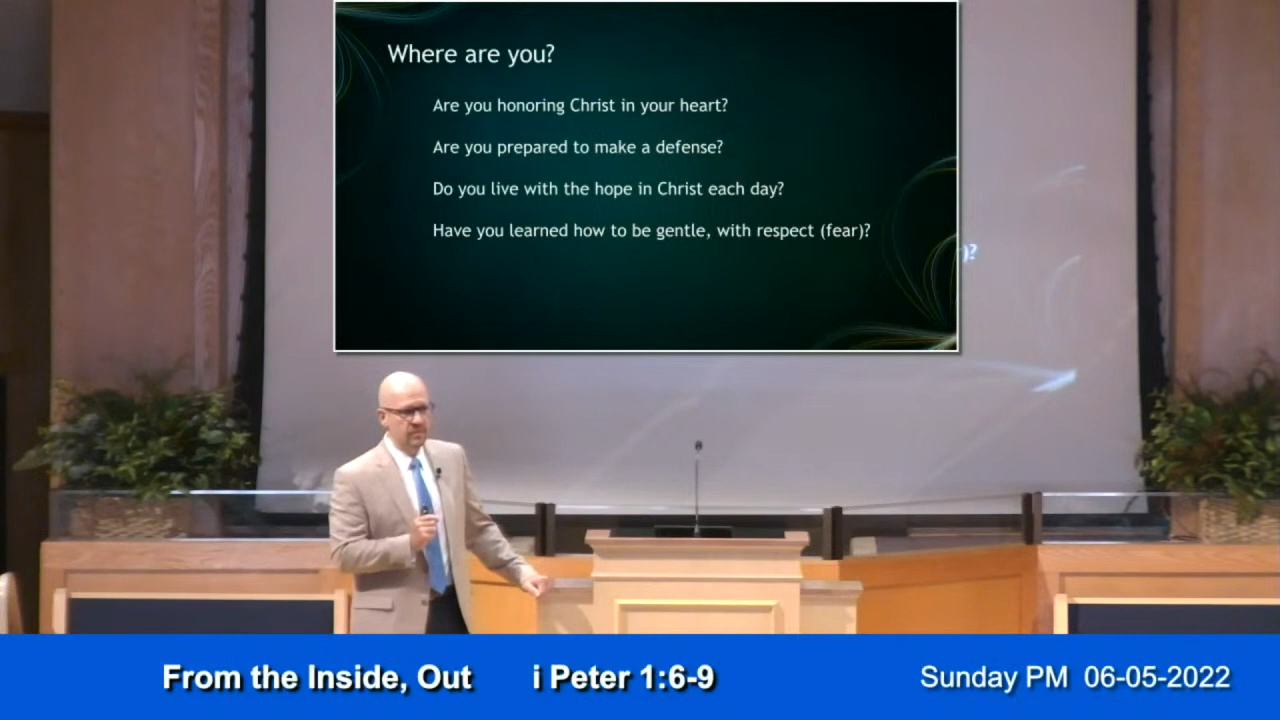 Where are you?
Are you honoring Christ in your heart?
Are you prepared to make a defense?
Do you live with the hope in Christ each day?
Have you learned how to be gentle, with respect (fear)?
)?
From the Inside, Out i Peter 1:6-9 Sunday PM 06-05-2022